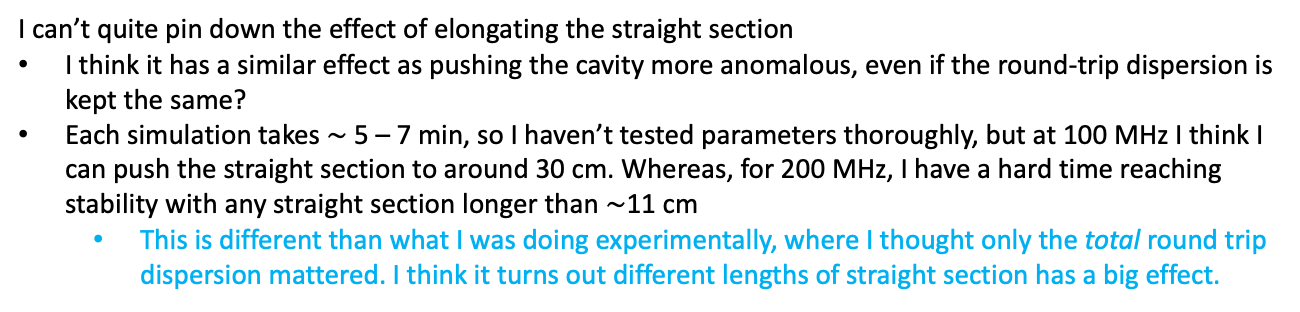 I can’t quite pin down the effect of elongating the straight section
• I think it has a similar effect as pushing the cavity more anomalous, even if the round-trip dispersion is
kept the same?
• Each simulation takes ~ 5 – 7 min, so I haven’t tested parameters thoroughly, but at 100 MHz I think I
can push the straight section to around 30 cm. Whereas, for 200 MHz, I have a hard time reaching
stability with any straight section longer than ~11 cm
• This is different than what I was doing experimentally, where I thought only the total round trip
dispersion mattered. I think it turns out different lengths of straight section has a big effect.